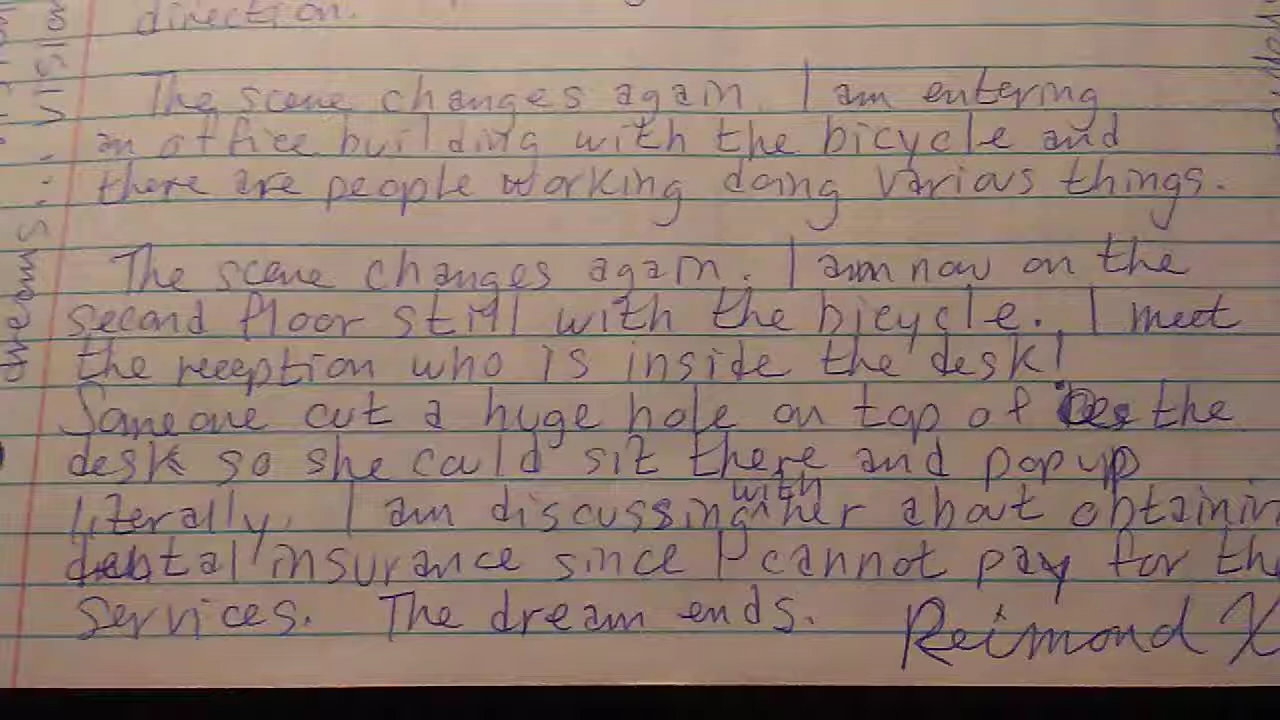 direction.
The scene changes again. I am entering
an office building with the bicycle and
there are people working doing various things.
The scene changes again. I am now on the
second floor still with the bicycle. I meet
the reception who is inside the desk!
Someone cut a huge hole on top of the
desk so she could sit there and pop up
literally. I am discussing with her about obtainin
dental insurance since I cannot pay for th
services. The dream ends.
Reimond X